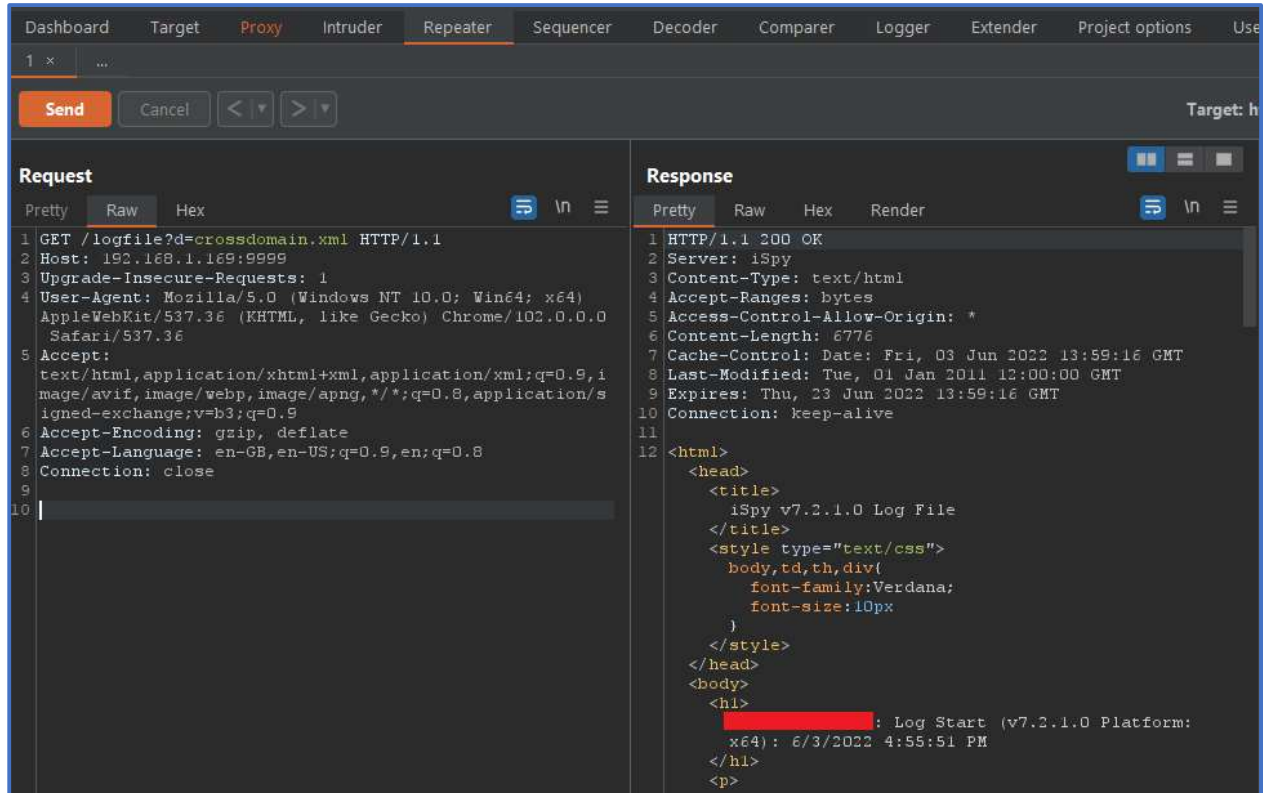 Dashboard Target Proxy Intruder Repeater Sequencer Decoder Comparer Logger Extender Project options Use
1 × ...
Send Cancel < | ▾ > | ▾ Target: h
Request
Pretty Raw Hex \n ≡
1 GET /logfile?d=crossdomain.xml HTTP/1.1
2 Host: 192.168.1.169:9999
3 Upgrade-Insecure-Requests: 1
4 User-Agent: Mozilla/5.0 (Windows NT 10.0; Win64; x64)
AppleWebKit/537.36 (KHTML, like Gecko) Chrome/102.0.0.0
Safari/537.36
5 Accept:
text/html,application/xhtml+xml,application/xml;q=0.9,i
mage/avif,image/webp,image/apng,*/*;q=0.8,application/s
igned-exchange;v=b3;q=0.9
6 Accept-Encoding: gzip, deflate
7 Accept-Language: en-GB,en-US;q=0.9,en;q=0.8
8 Connection: close
9
10
Response
Pretty Raw Hex Render \n ≡
1 HTTP/1.1 200 OK
2 Server: iSpy
3 Content-Type: text/html
4 Accept-Ranges: bytes
5 Access-Control-Allow-Origin: *
6 Content-Length: 6776
7 Cache-Control: Date: Fri, 03 Jun 2022 13:59:16 GMT
8 Last-Modified: Tue, 01 Jan 2011 12:00:00 GMT
9 Expires: Thu, 23 Jun 2022 13:59:16 GMT
10 Connection: keep-alive
11
12 <html>
<head>
<title>
iSpy v7.2.1.0 Log File
</title>
<style type="text/css">
body,td,th,div{
font-family:Verdana;
font-size:10px
}
</style>
</head>
<body>
<h1>
: Log Start (v7.2.1.0 Platform:
x64): 6/3/2022 4:55:51 PM
</h1>
<p>